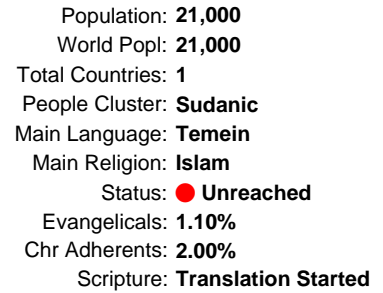 Population: 21,000
World Popl: 21,000
Total Countries: 1
People Cluster: Sudanic
Main Language: Temein
Main Religion: Islam
Status: Unreached
Evangelicals: 1.10%
Chr Adherents: 2.00%
Scripture: Translation Started